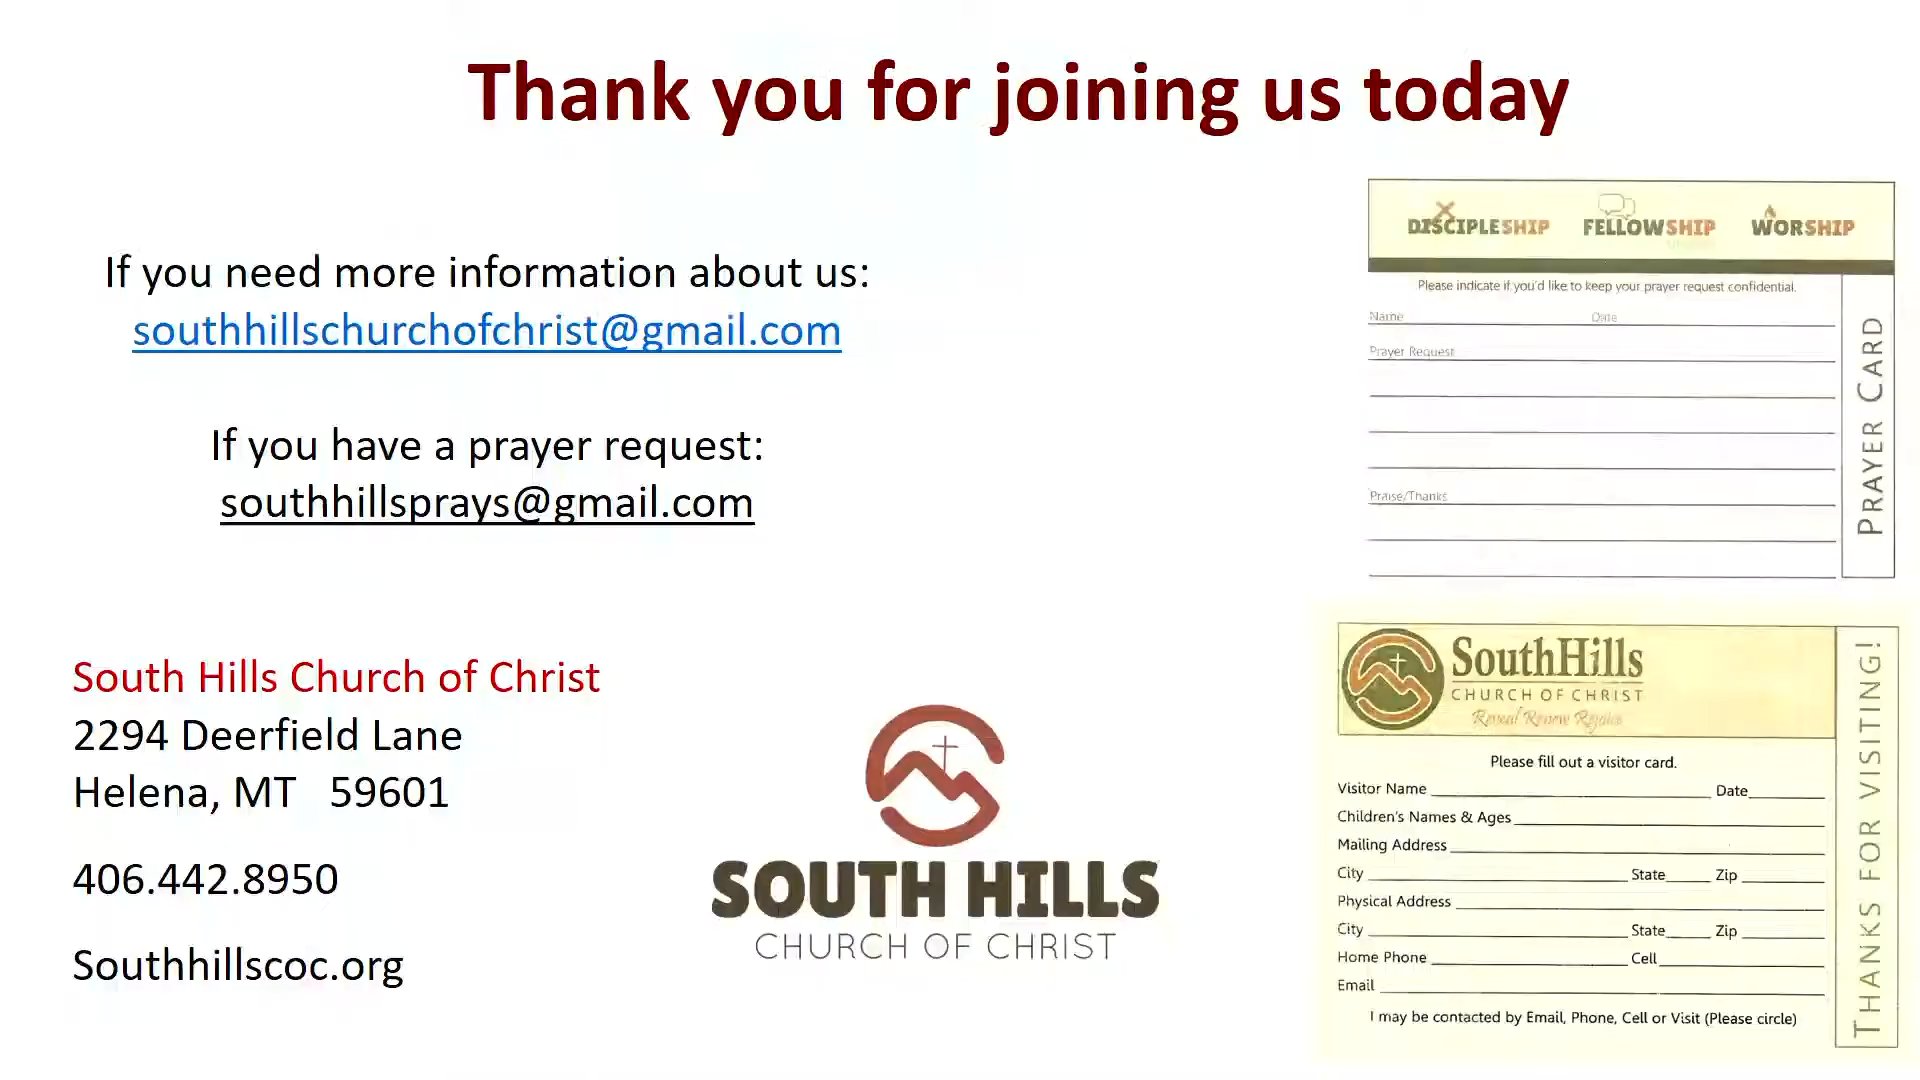 Thank you for joining us today
If you need more information about us:
southhillschurchofchrist@gmail.com
If you have a prayer request:
southhillsprays@gmail.com
South Hills Church of Christ
2294 Deerfield Lane
Helena, MT 59601
406.442.8950
Southhillscoc.org
SOUTH HILLS
CHURCH OF CHRIST
DISCIPLESHIP FELLOWSHIP WORSHIP
Please indicate if you'd like to keep your prayer request confidential.
Name Date
Prayer Request
Praise/Thanks
PRAYER CARD
SouthHills
CHURCH OF CHRIST
Reveal Renew Rejoice
Please fill out a visitor card.
Visitor Name Date
Children's Names & Ages
Mailing Address
City State Zip
Physical Address
City State Zip
Home Phone Cell
Email
I may be contacted by Email, Phone, Cell or Visit (Please circle)
THANKS FOR VISITING!